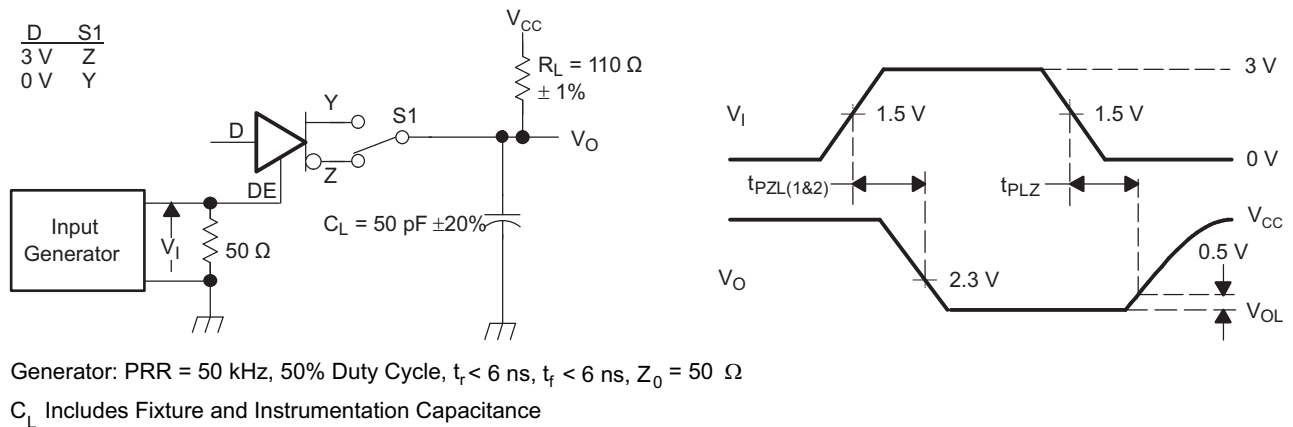 D S1
3 V Z
0 V Y
V_CC
R_L = 110 Ω
± 1%
Y
S1
D
V_O
Z
DE
Input
Generator
V_I
50 Ω
C_L = 50 pF ±20%
3 V
V_I
1.5 V
1.5 V
0 V
t_PZL(1&2)
t_PLZ
V_CC
0.5 V
V_O
2.3 V
V_OL
Generator: PRR = 50 kHz, 50% Duty Cycle, t_r < 6 ns, t_f < 6 ns, Z_0 = 50 Ω
C_L Includes Fixture and Instrumentation Capacitance